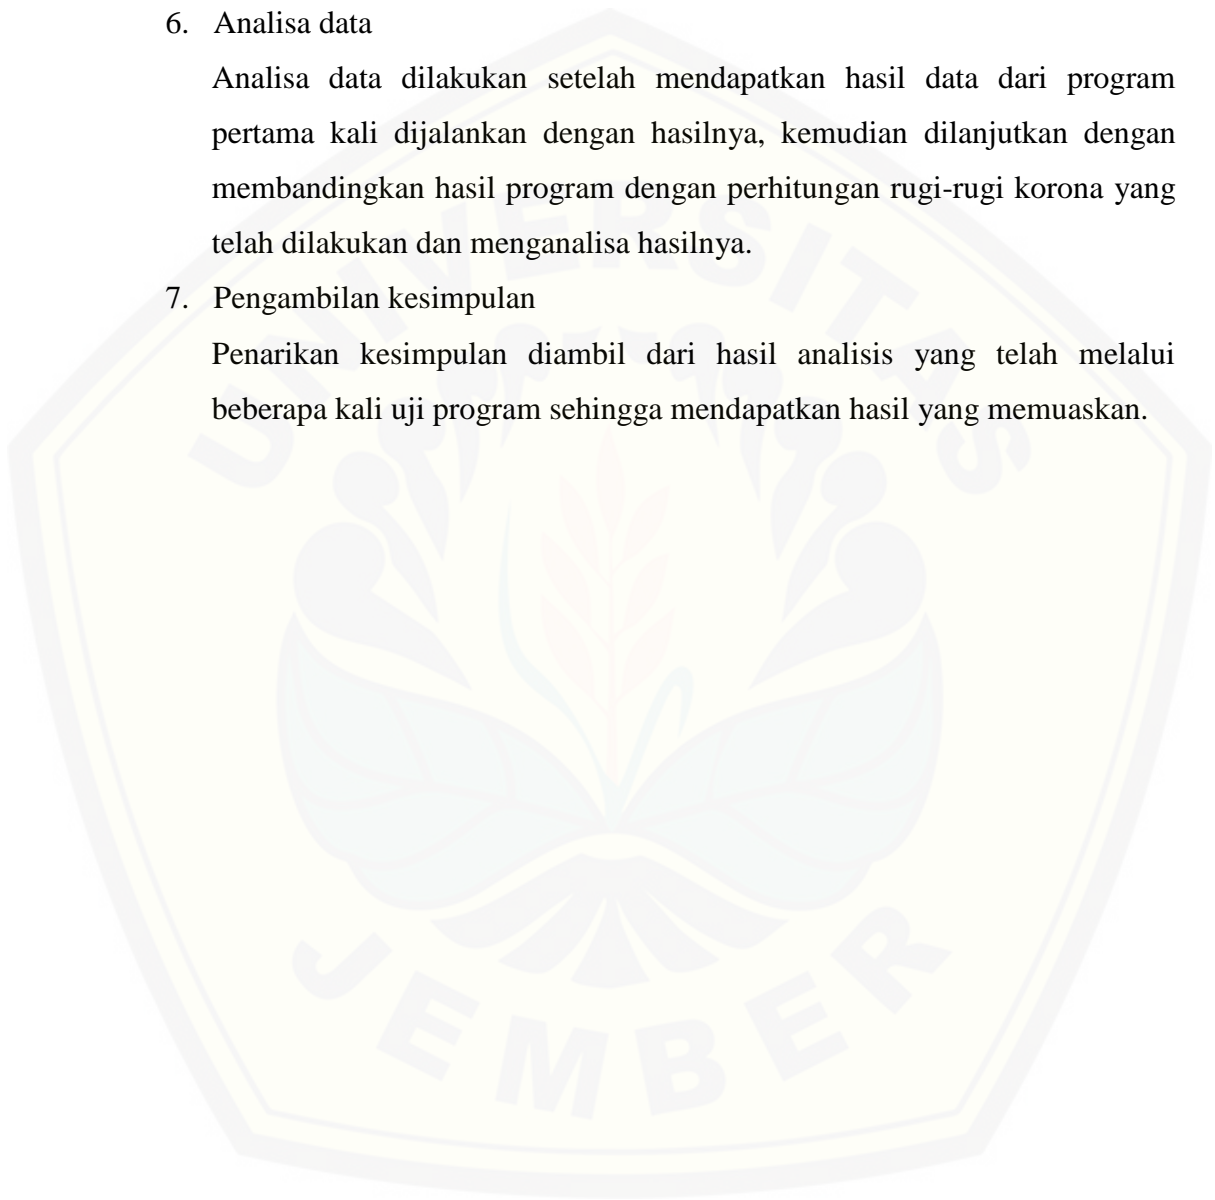 6. Analisa data
Analisa data dilakukan setelah mendapatkan hasil data dari program
pertama kali dijalankan dengan hasilnya, kemudian dilanjutkan dengan
membandingkan hasil program dengan perhitungan rugi-rugi korona yang
telah dilakukan dan menganalisa hasilnya.
7. Pengambilan kesimpulan
Penarikan kesimpulan diambil dari hasil analisis yang telah melalui
beberapa kali uji program sehingga mendapatkan hasil yang memuaskan.
UNIVERSITAS
JEMBER